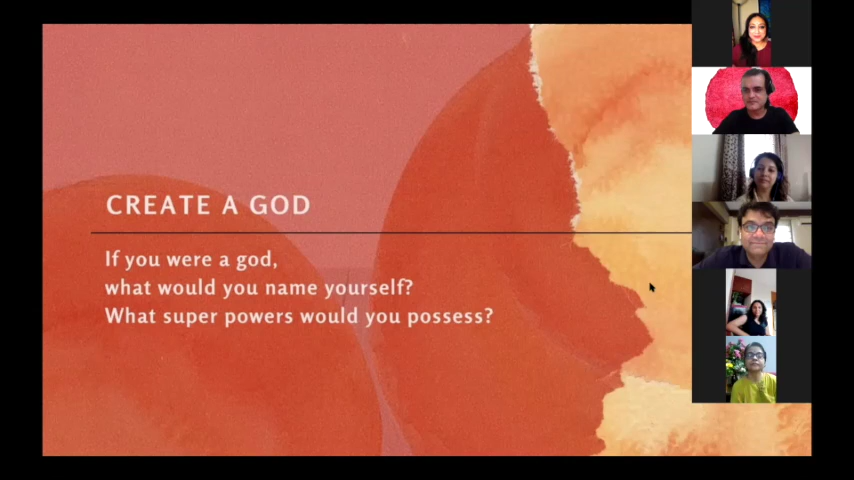 CREATE A GOD
If you were a god,
what would you name yourself?
What super powers would you possess?